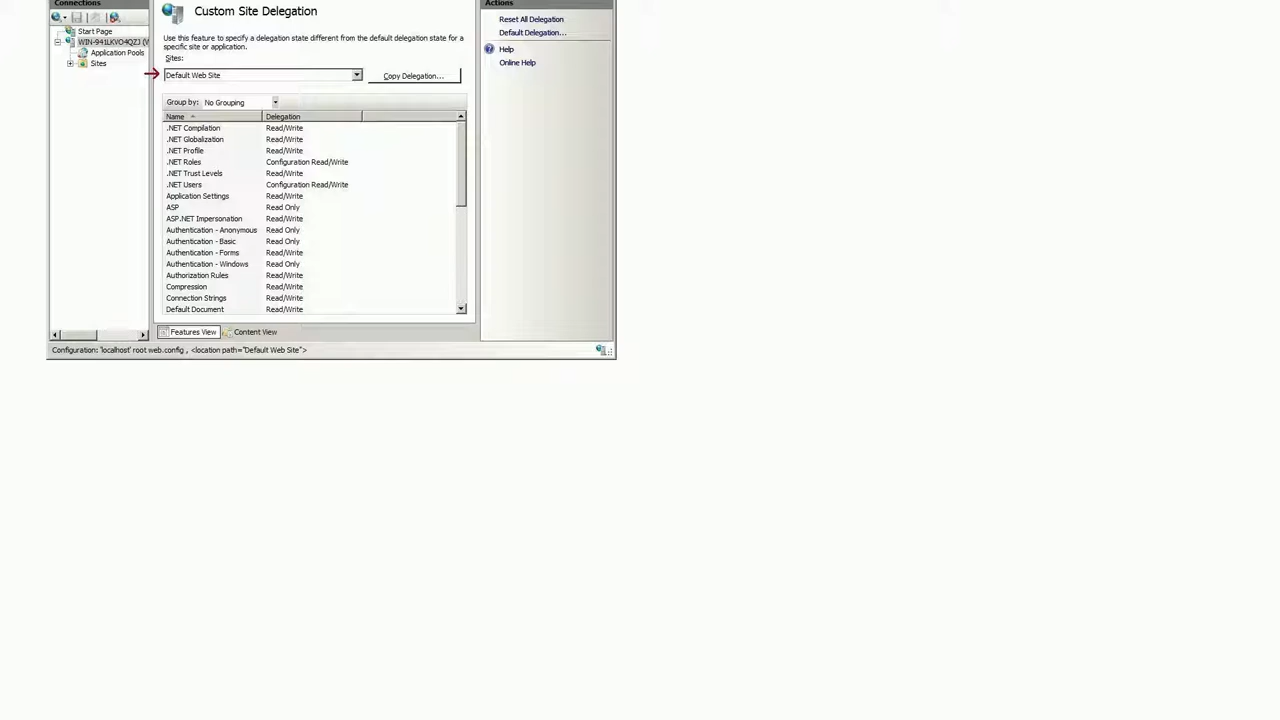 Connections
Start Page
WIN-941LKVO4QZJ (W
Application Pools
Sites
Custom Site Delegation
Use this feature to specify a delegation state different from the default delegation state for a
specific site or application.
Sites:
Default Web Site
Copy Delegation...
Group by: No Grouping
Name Delegation
.NET Compilation Read/Write
.NET Globalization Read/Write
.NET Profile Read/Write
.NET Roles Configuration Read/Write
.NET Trust Levels Read/Write
.NET Users Configuration Read/Write
Application Settings Read/Write
ASP Read Only
ASP.NET Impersonation Read/Write
Authentication - Anonymous Read Only
Authentication - Basic Read Only
Authentication - Forms Read/Write
Authentication - Windows Read Only
Authorization Rules Read/Write
Compression Read/Write
Connection Strings Read/Write
Default Document Read/Write
Features View Content View
Actions
Reset All Delegation
Default Delegation...
Help
Online Help
Configuration: 'localhost' root web.config , <location path="Default Web Site">